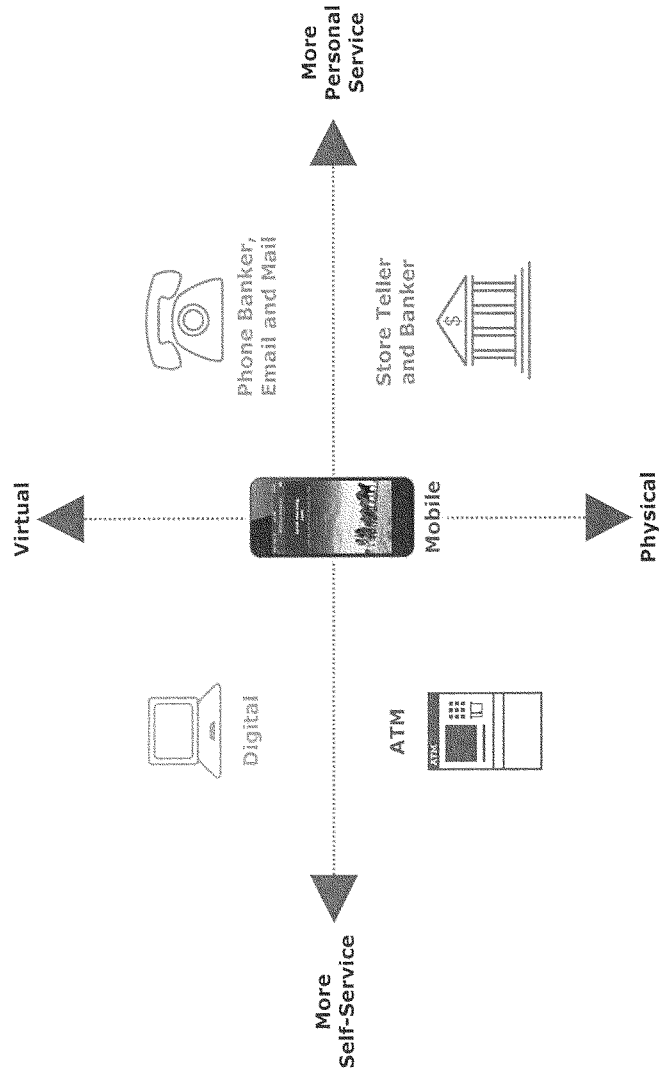 Virtual
Phone Banker,
Email and Mail
Digital
More
Self-Service
More
Personal
Service
Mobile
ATM
ATM
Store Teller
and Banker
$
Physical